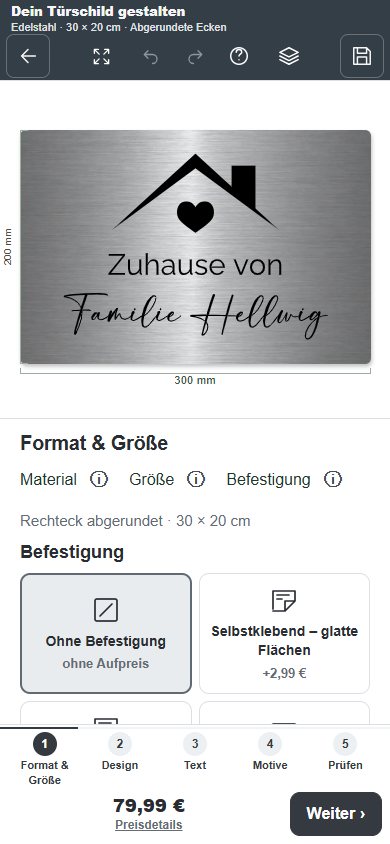 Dein Türschild gestalten
Edelstahl · 30 × 20 cm · Abgerundete Ecken
Zuhause von
Familie Hellwig
200 mm
300 mm
Format & Größe
Material
Größe
Befestigung
Rechteck abgerundet · 30 × 20 cm
Befestigung
Ohne Befestigung
ohne Aufpreis
Selbstklebend – glatte
Flächen
+2,99 €
1
Format &
Größe
2
Design
3
Text
4
Motive
5
Prüfen
79,99 €
Preisdetails
Weiter ›